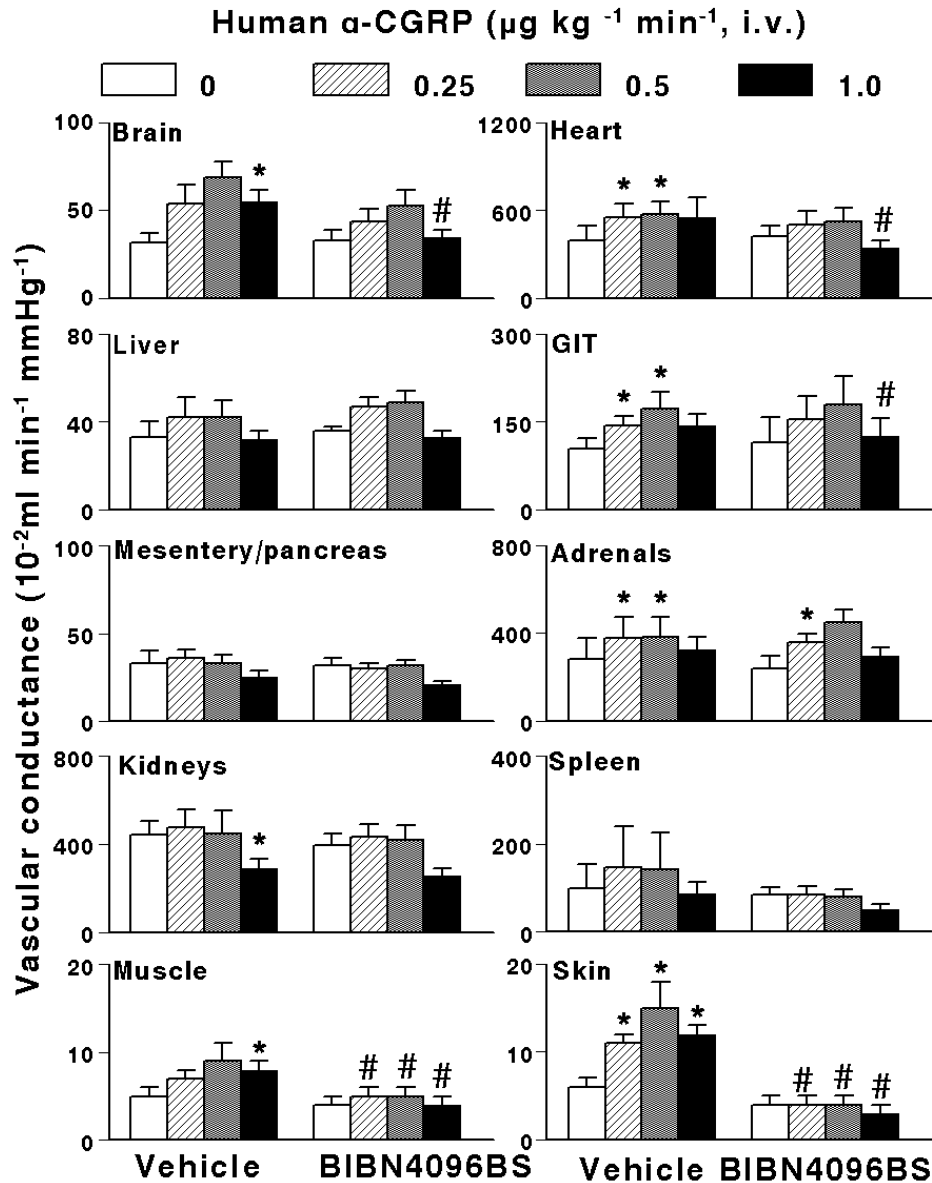 Human α-CGRP (µg kg ⁻¹ min⁻¹, i.v.)
0 0.25 0.5 1.0
Vascular conductance (10⁻²ml min⁻¹ mmHg⁻¹)
Brain
100
50
0
*
#
Heart
1200
600
0
* *
#
Liver
80
40
0
GIT
300
150
0
* *
#
Mesentery/pancreas
100
50
0
Adrenals
800
400
0
* *
*
Kidneys
800
400
0
*
Spleen
400
200
0
Muscle
20
10
0
*
# # #
Skin
20
10
0
* * *
# # #
Vehicle BIBN4096BS Vehicle BIBN4096BS